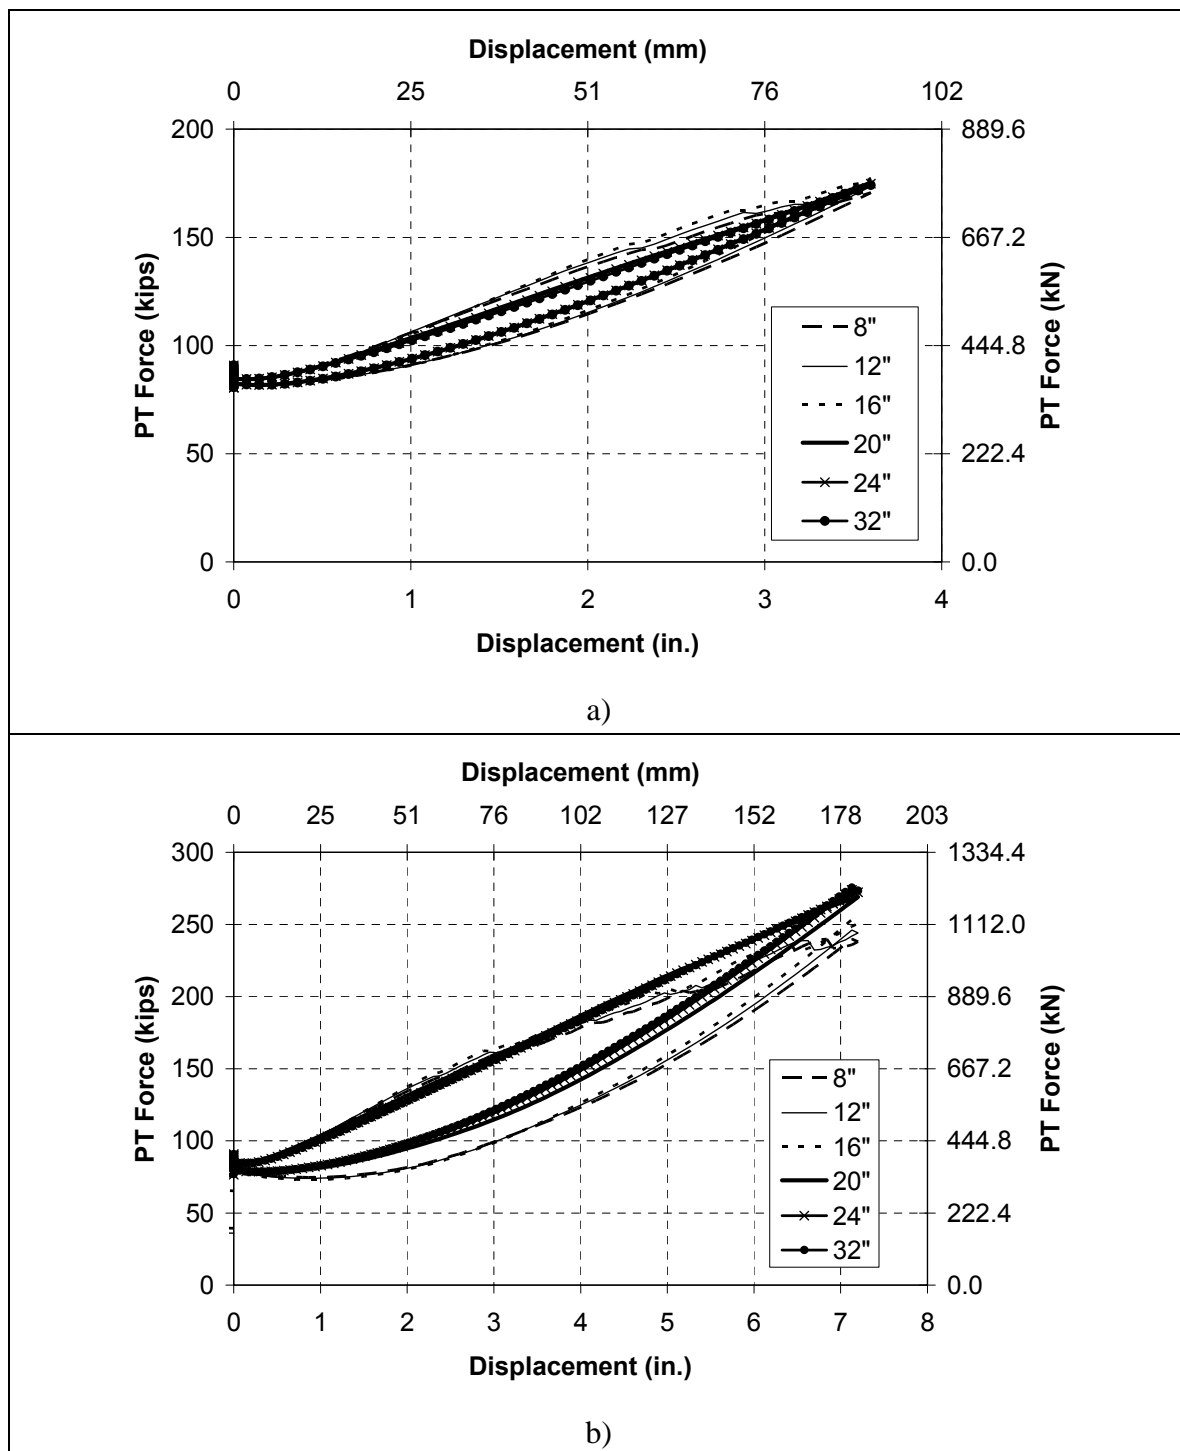 Displacement (mm)
0 25 51 76 102
200 889.6
150 667.2
100 444.8
50 222.4
0 0.0
PT Force (kips)
PT Force (kN)
8"
12"
16"
20"
24"
32"
0 1 2 3 4
Displacement (in.)
a)
Displacement (mm)
0 25 51 76 102 127 152 178 203
300 1334.4
250 1112.0
200 889.6
150 667.2
100 444.8
50 222.4
0 0.0
PT Force (kips)
PT Force (kN)
8"
12"
16"
20"
24"
32"
0 1 2 3 4 5 6 7 8
Displacement (in.)
b)